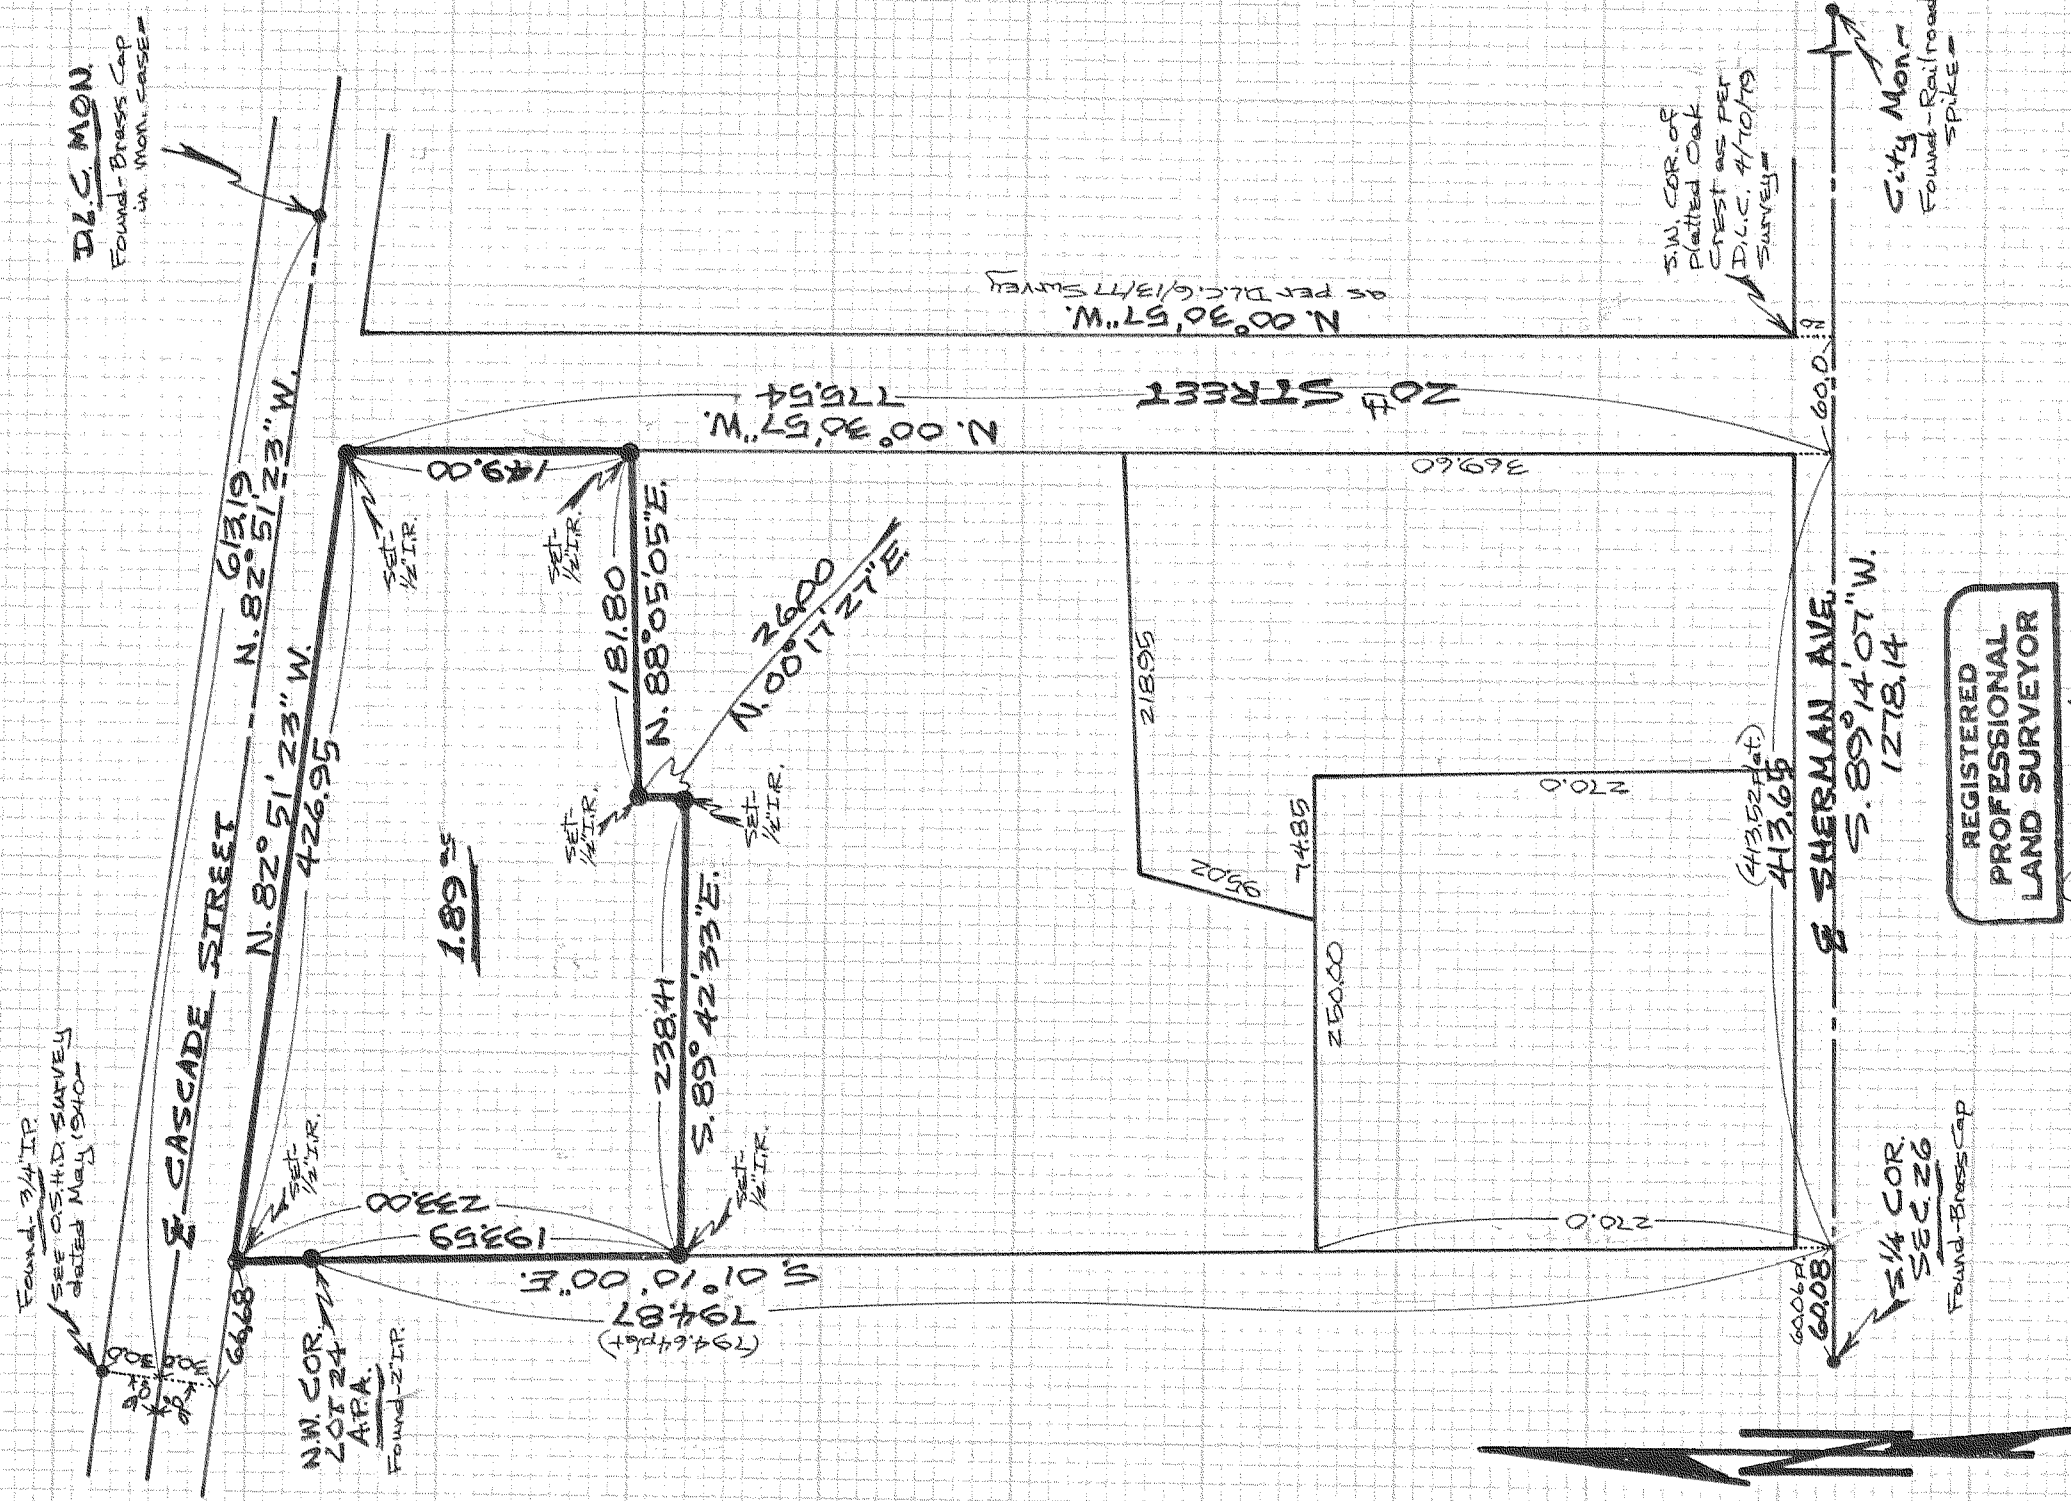 D.L.C. MON.
Found-Brass Cap
in mon. case-
Found-3/4" I.P.
SEE O.S.H.D. SURVEY
dated May 1940-
613.19
N. 82° 51' 23" W.
℄ CASCADE STREET
N. 82° 51' 23" W.
426.95
30.0
30.0
66.68
SET-
1/2" I.R.
SET-
1/2" I.R.
149.00
SET-
1/2" I.R.
181.80
N. 88° 05' 05" E.
26.00
N. 00° 17' 27" E.
SET-
1/2" I.R.
SET-
1/2" I.R.
1.89 ac
238.41
S. 89° 42' 33" E.
SET-
1/2" I.R.
233.00
193.59
N.W. COR.
LOT 24
A.P.A.
Found-2" I.P.
S. 01° 10' 00" E.
794.87
(794.64 plat)
N. 00° 30' 57" W.
as per D.L.C. 6/13/77 Survey
20th STREET
N. 00° 30' 57" W.
775.54
369.60
218.95
95.02
74.85
250.00
270.0
270.0
S.W. COR. of
platted Oak
Crest as per
D.L.C. 4/10/79
Survey-
20
60.0
City Mon.-
Found-Railroad
Spike-
(413.52 plat.)
413.65
℄ SHERMAN AVE.
S. 89° 14' 07" W.
1278.14
60.06 pl.
60.08
S 1/4 COR.
SEC. 26
Found-Brass Cap
REGISTERED
PROFESSIONAL
LAND SURVEYOR
N